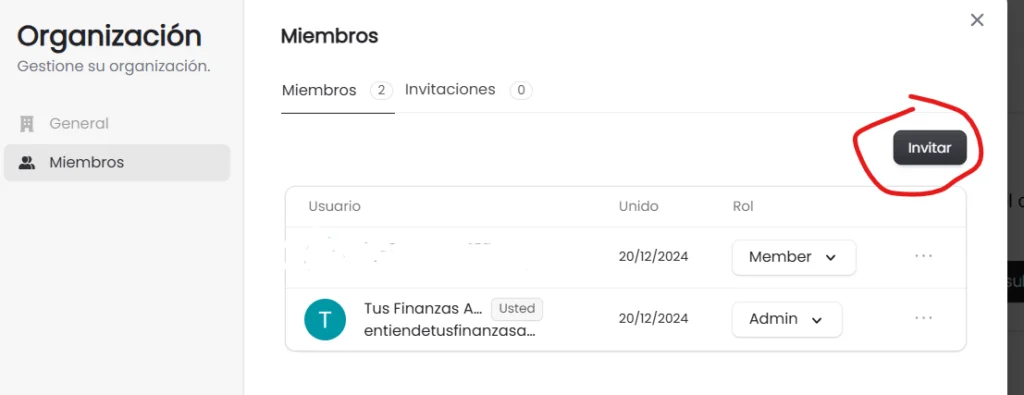 Organización
Gestione su organización.
General
Miembros
Miembros
Miembros 2 Invitaciones 0
Invitar
Usuario Unido Rol
20/12/2024 Member
Tus Finanzas A... Usted
entiendetusfinanzasa...
20/12/2024 Admin
T